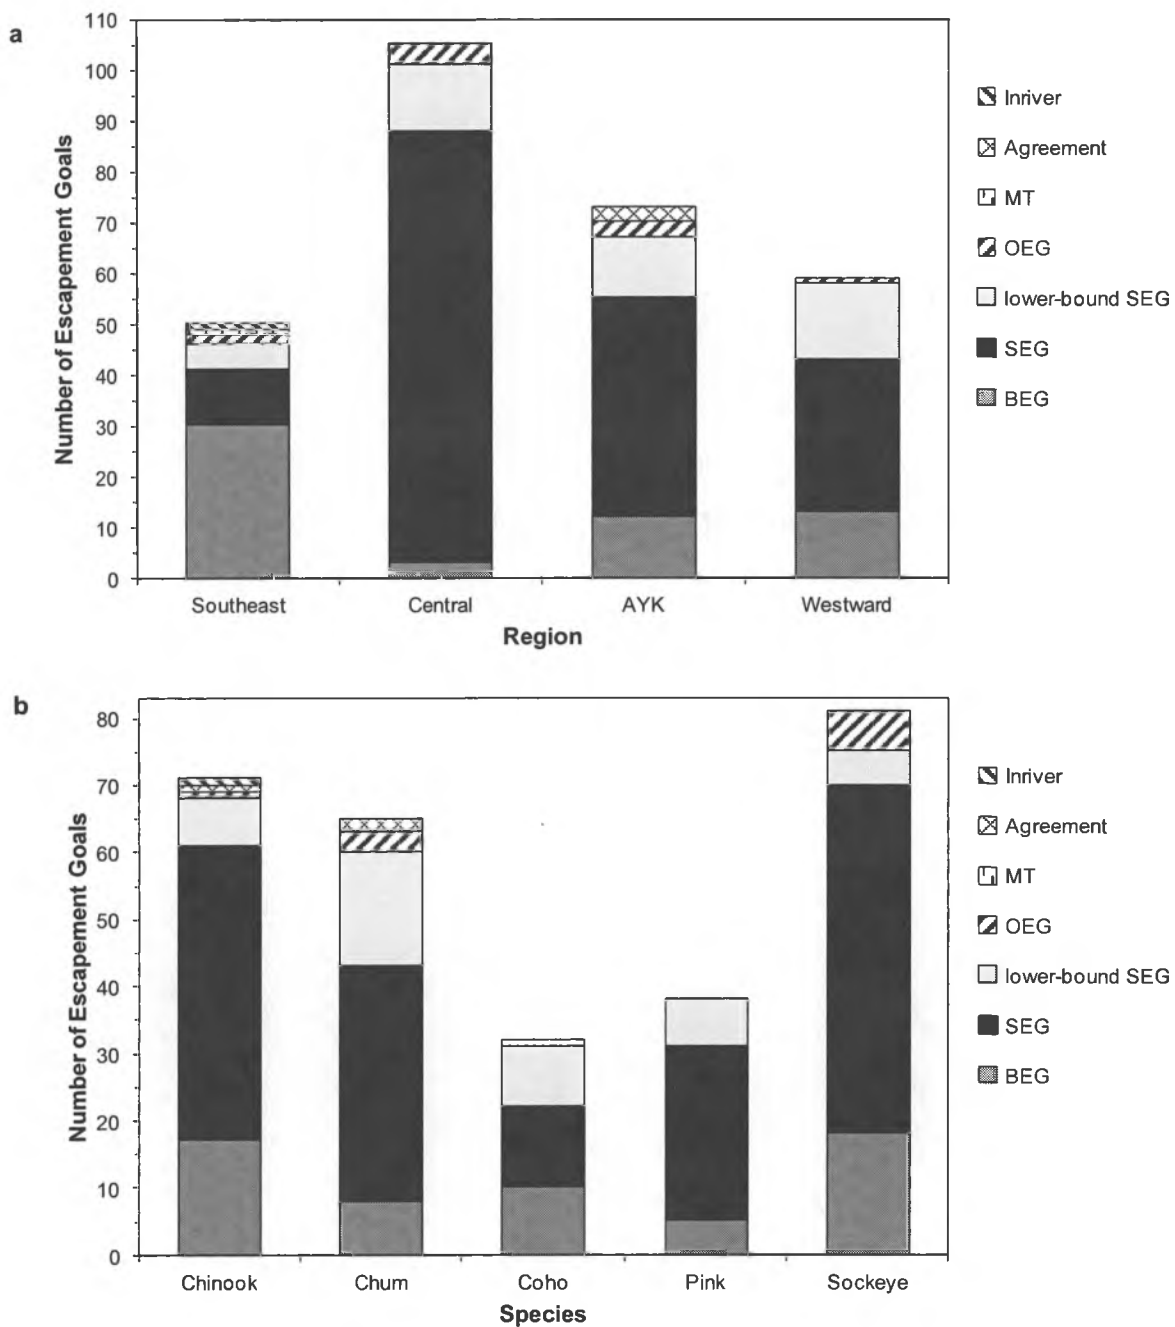 a
110
100
90
80
70
60
50
40
30
20
10
0
Number of Escapement Goals
Southeast Central AYK Westward
Region
Inriver
Agreement
MT
OEG
lower-bound SEG
SEG
BEG
b
80
70
60
50
40
30
20
10
0
Number of Escapement Goals
Chinook Chum Coho Pink Sockeye
Species
Inriver
Agreement
MT
OEG
lower-bound SEG
SEG
BEG